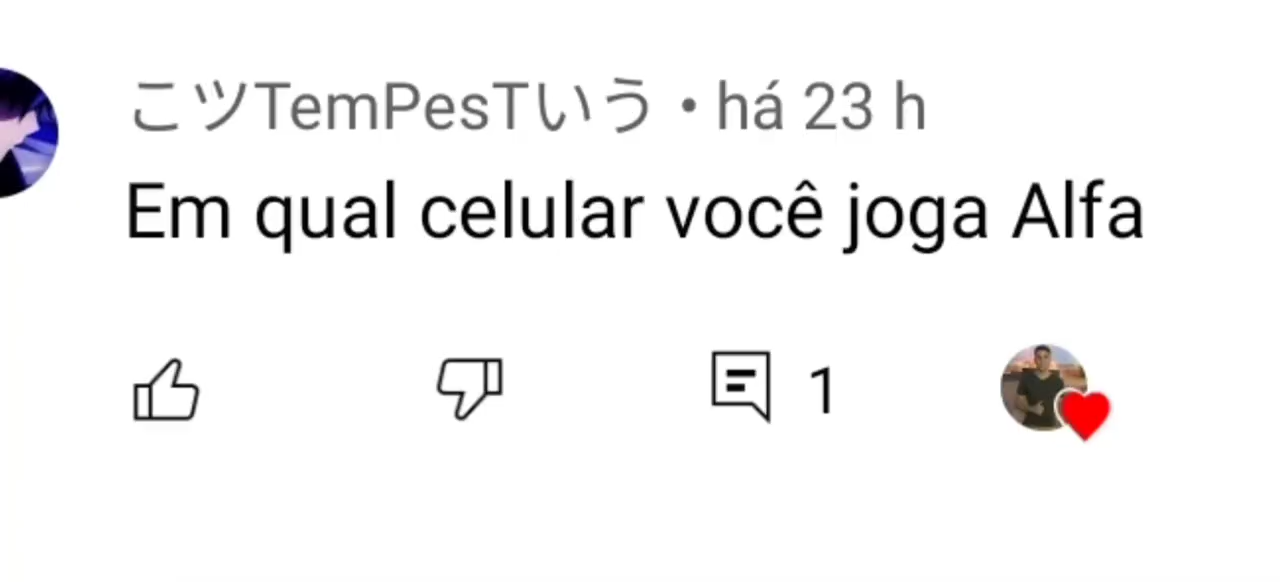 こツTemPesTいう • há 23 h
Em qual celular você joga Alfa
1